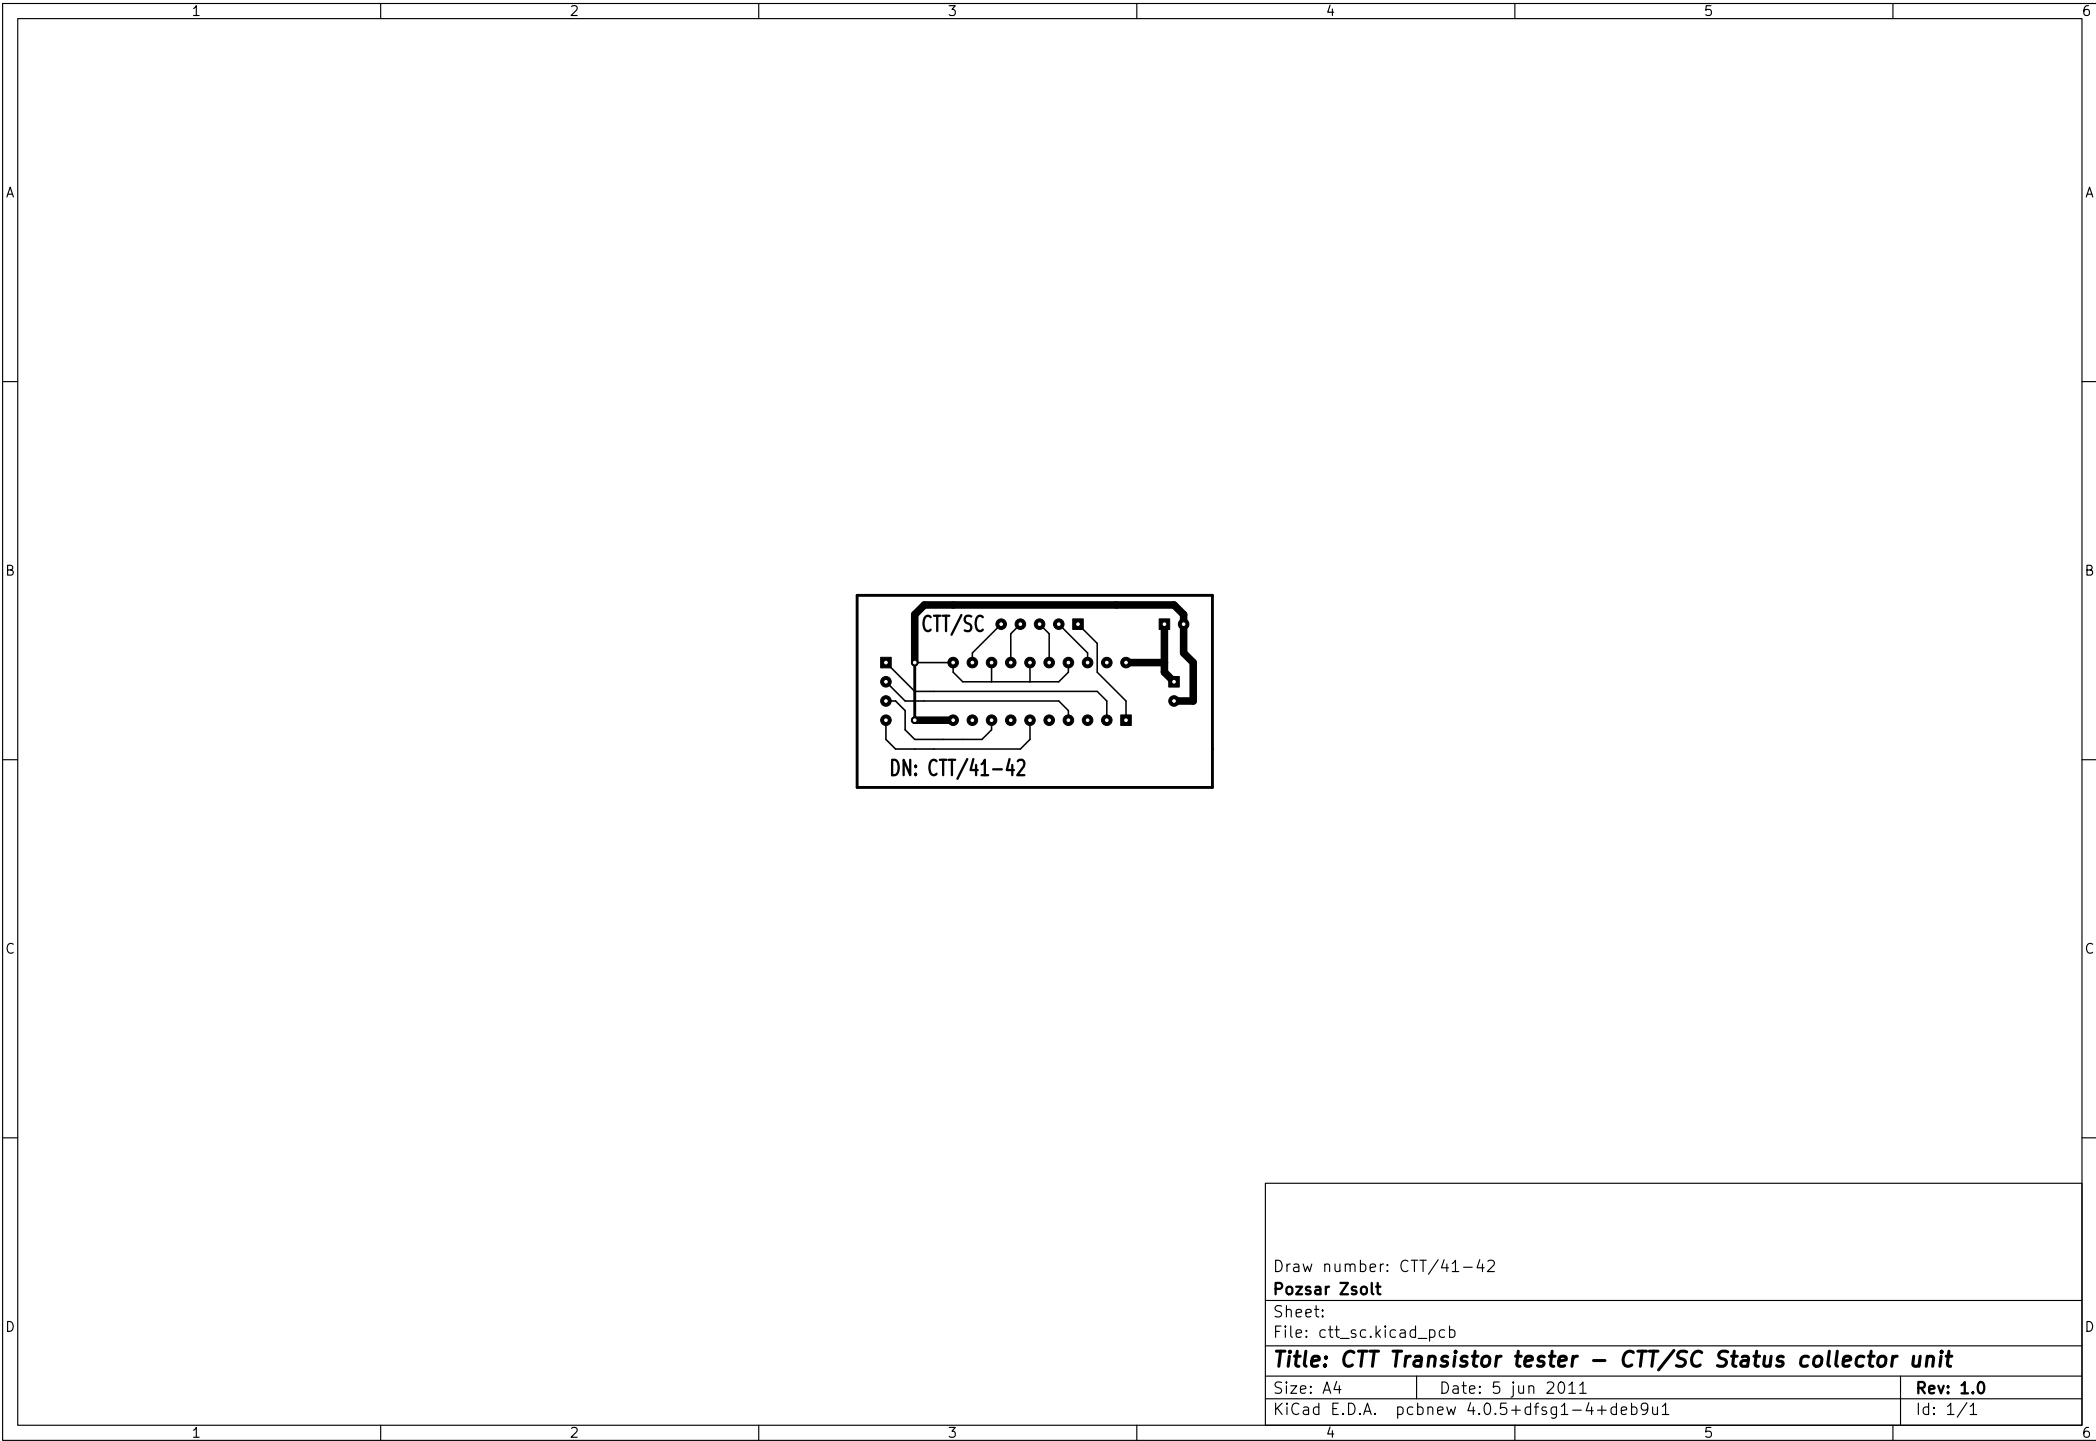 1 2 3 4 5 6
A A
B B
CTT/SC
DN: CTT/41-42
C C
Draw number: CTT/41-42
Pozsar Zsolt
Sheet:
File: ctt_sc.kicad_pcb
D D
Title: CTT Transistor tester - CTT/SC Status collector unit
Size: A4 Date: 5 jun 2011 Rev: 1.0
KiCad E.D.A. pcbnew 4.0.5+dfsg1-4+deb9u1 Id: 1/1
1 2 3 4 5 6